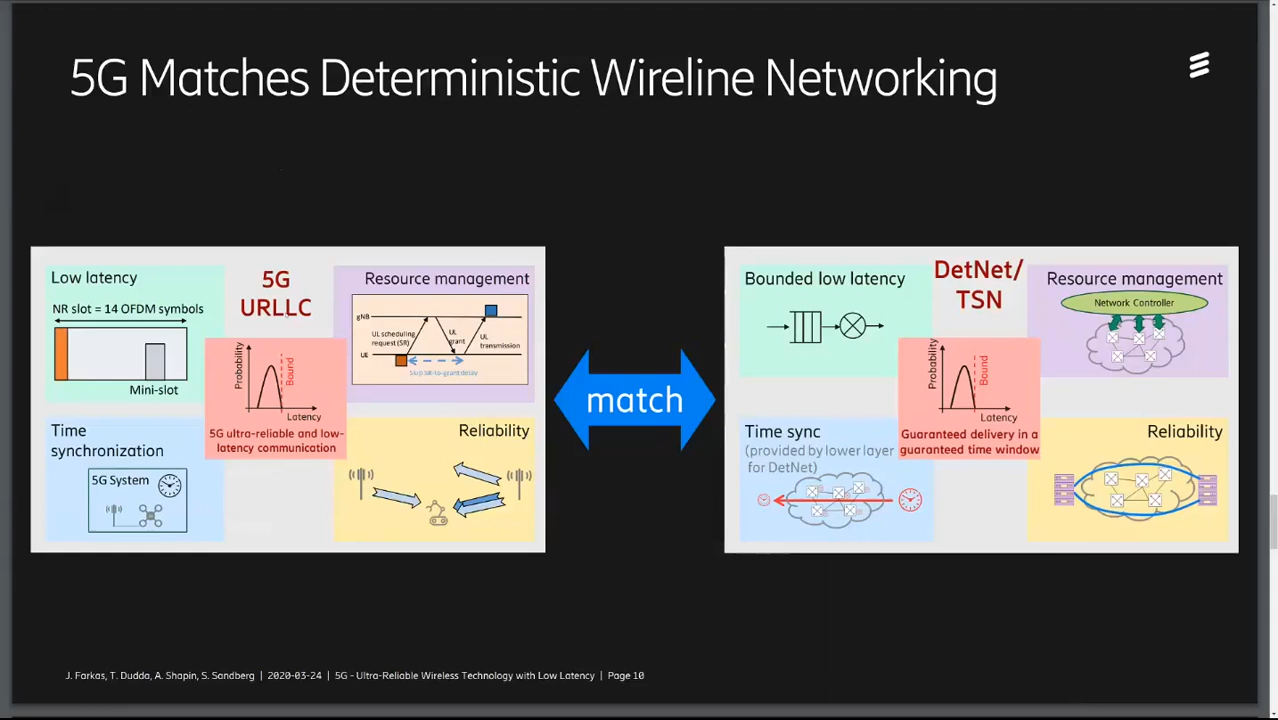 5G Matches Deterministic Wireline Networking
Low latency
NR slot = 14 OFDM symbols
Mini-slot
5G
URLLC
Resource management
gNB
UE
UL scheduling
request (SR)
UL
grant
UL
transmission
Probability
Bound
Latency
5G ultra-reliable and low-
latency communication
Time
synchronization
5G System
Reliability
match
Bounded low latency
DetNet/
TSN
Resource management
Network Controller
Probability
Bound
Latency
Guaranteed delivery in a
guaranteed time window
Time sync
(provided by lower layer
for DetNet)
Reliability
J. Farkas, T. Dudda, A. Shapin, S. Sandberg | 2020-03-24 | 5G - Ultra-Reliable Wireless Technology with Low Latency | Page 10